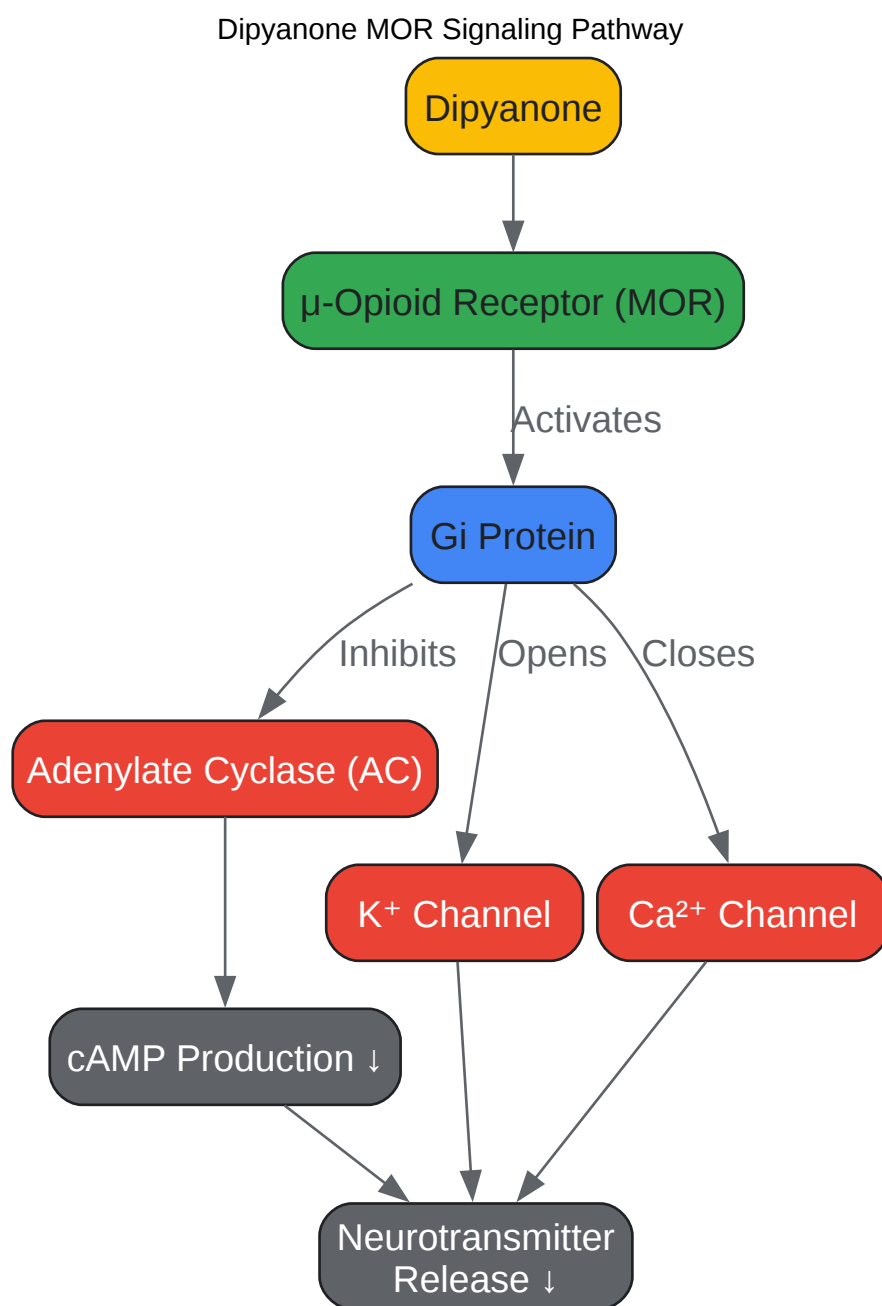 Dipyanone MOR Signaling Pathway
Dipyanone
μ-Opioid Receptor (MOR)
Activates
Gi Protein
Inhibits
Opens
Closes
Adenylate Cyclase (AC)
K⁺ Channel
Ca²⁺ Channel
cAMP Production ↓
Neurotransmitter
Release ↓